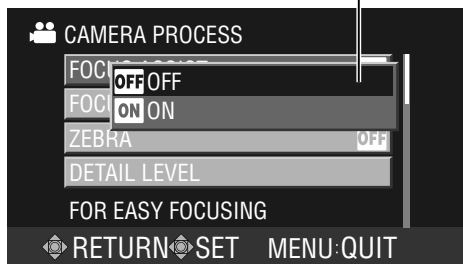 CAMERA PROCESS
OFF OFF
ON ON
ZEBRA OFF
DETAIL LEVEL
FOR EASY FOCUSING
RETURN SET MENU:QUIT